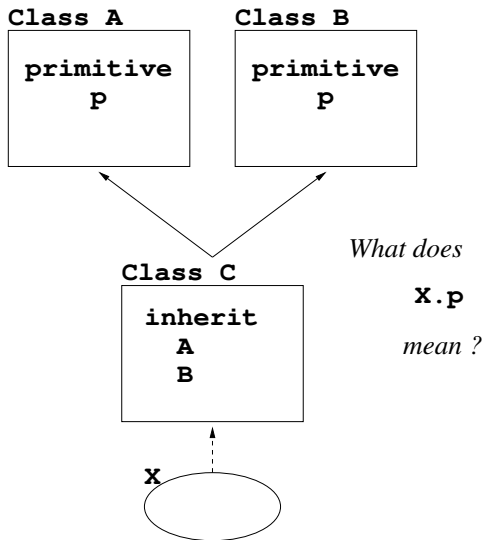 Class A
Class B
primitive
p
primitive
p
Class C
inherit
A
B
What does
X.p
mean ?
X